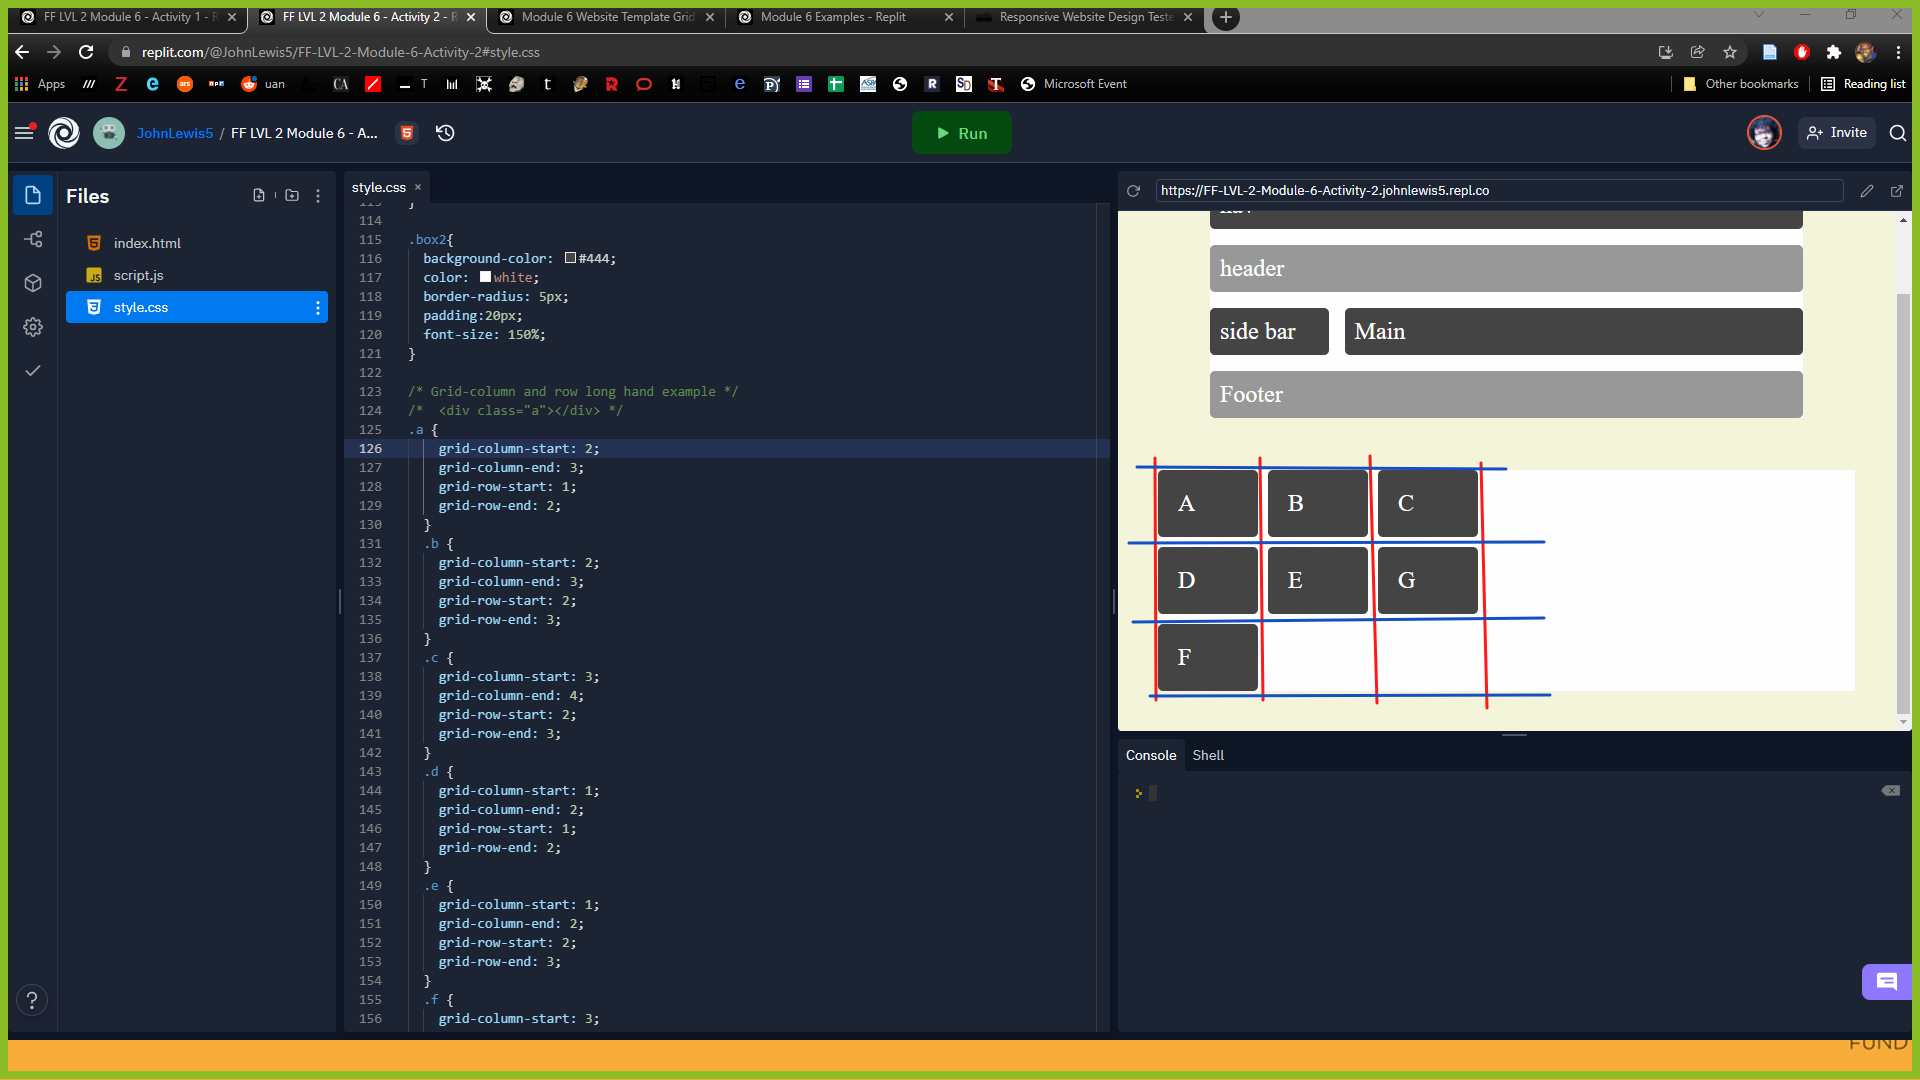 FF LVL 2 Module 6 - Activity 1 - R
FF LVL 2 Module 6 - Activity 2 - R
Module 6 Website Template Grid
Module 6 Examples - Replit
Responsive Website Design Teste
replit.com/@JohnLewis5/FF-LVL-2-Module-6-Activity-2#style.css
Apps
uan
T
Microsoft Event
Other bookmarks
Reading list
JohnLewis5 / FF LVL 2 Module 6 - A...
Run
Invite
Files
index.html
script.js
style.css
style.css
113 }
114
115 .box2{
116 background-color: #444;
117 color: white;
118 border-radius: 5px;
119 padding:20px;
120 font-size: 150%;
121 }
122
123 /* Grid-column and row long hand example */
124 /* <div class="a"></div> */
125 .a {
126 grid-column-start: 2;
127 grid-column-end: 3;
128 grid-row-start: 1;
129 grid-row-end: 2;
130 }
131 .b {
132 grid-column-start: 2;
133 grid-column-end: 3;
134 grid-row-start: 2;
135 grid-row-end: 3;
136 }
137 .c {
138 grid-column-start: 3;
139 grid-column-end: 4;
140 grid-row-start: 2;
141 grid-row-end: 3;
142 }
143 .d {
144 grid-column-start: 1;
145 grid-column-end: 2;
146 grid-row-start: 1;
147 grid-row-end: 2;
148 }
149 .e {
150 grid-column-start: 1;
151 grid-column-end: 2;
152 grid-row-start: 2;
153 grid-row-end: 3;
154 }
155 .f {
156 grid-column-start: 3;
https://FF-LVL-2-Module-6-Activity-2.johnlewis5.repl.co
header
side bar Main
Footer
A B C
D E G
F
Console Shell
FUND